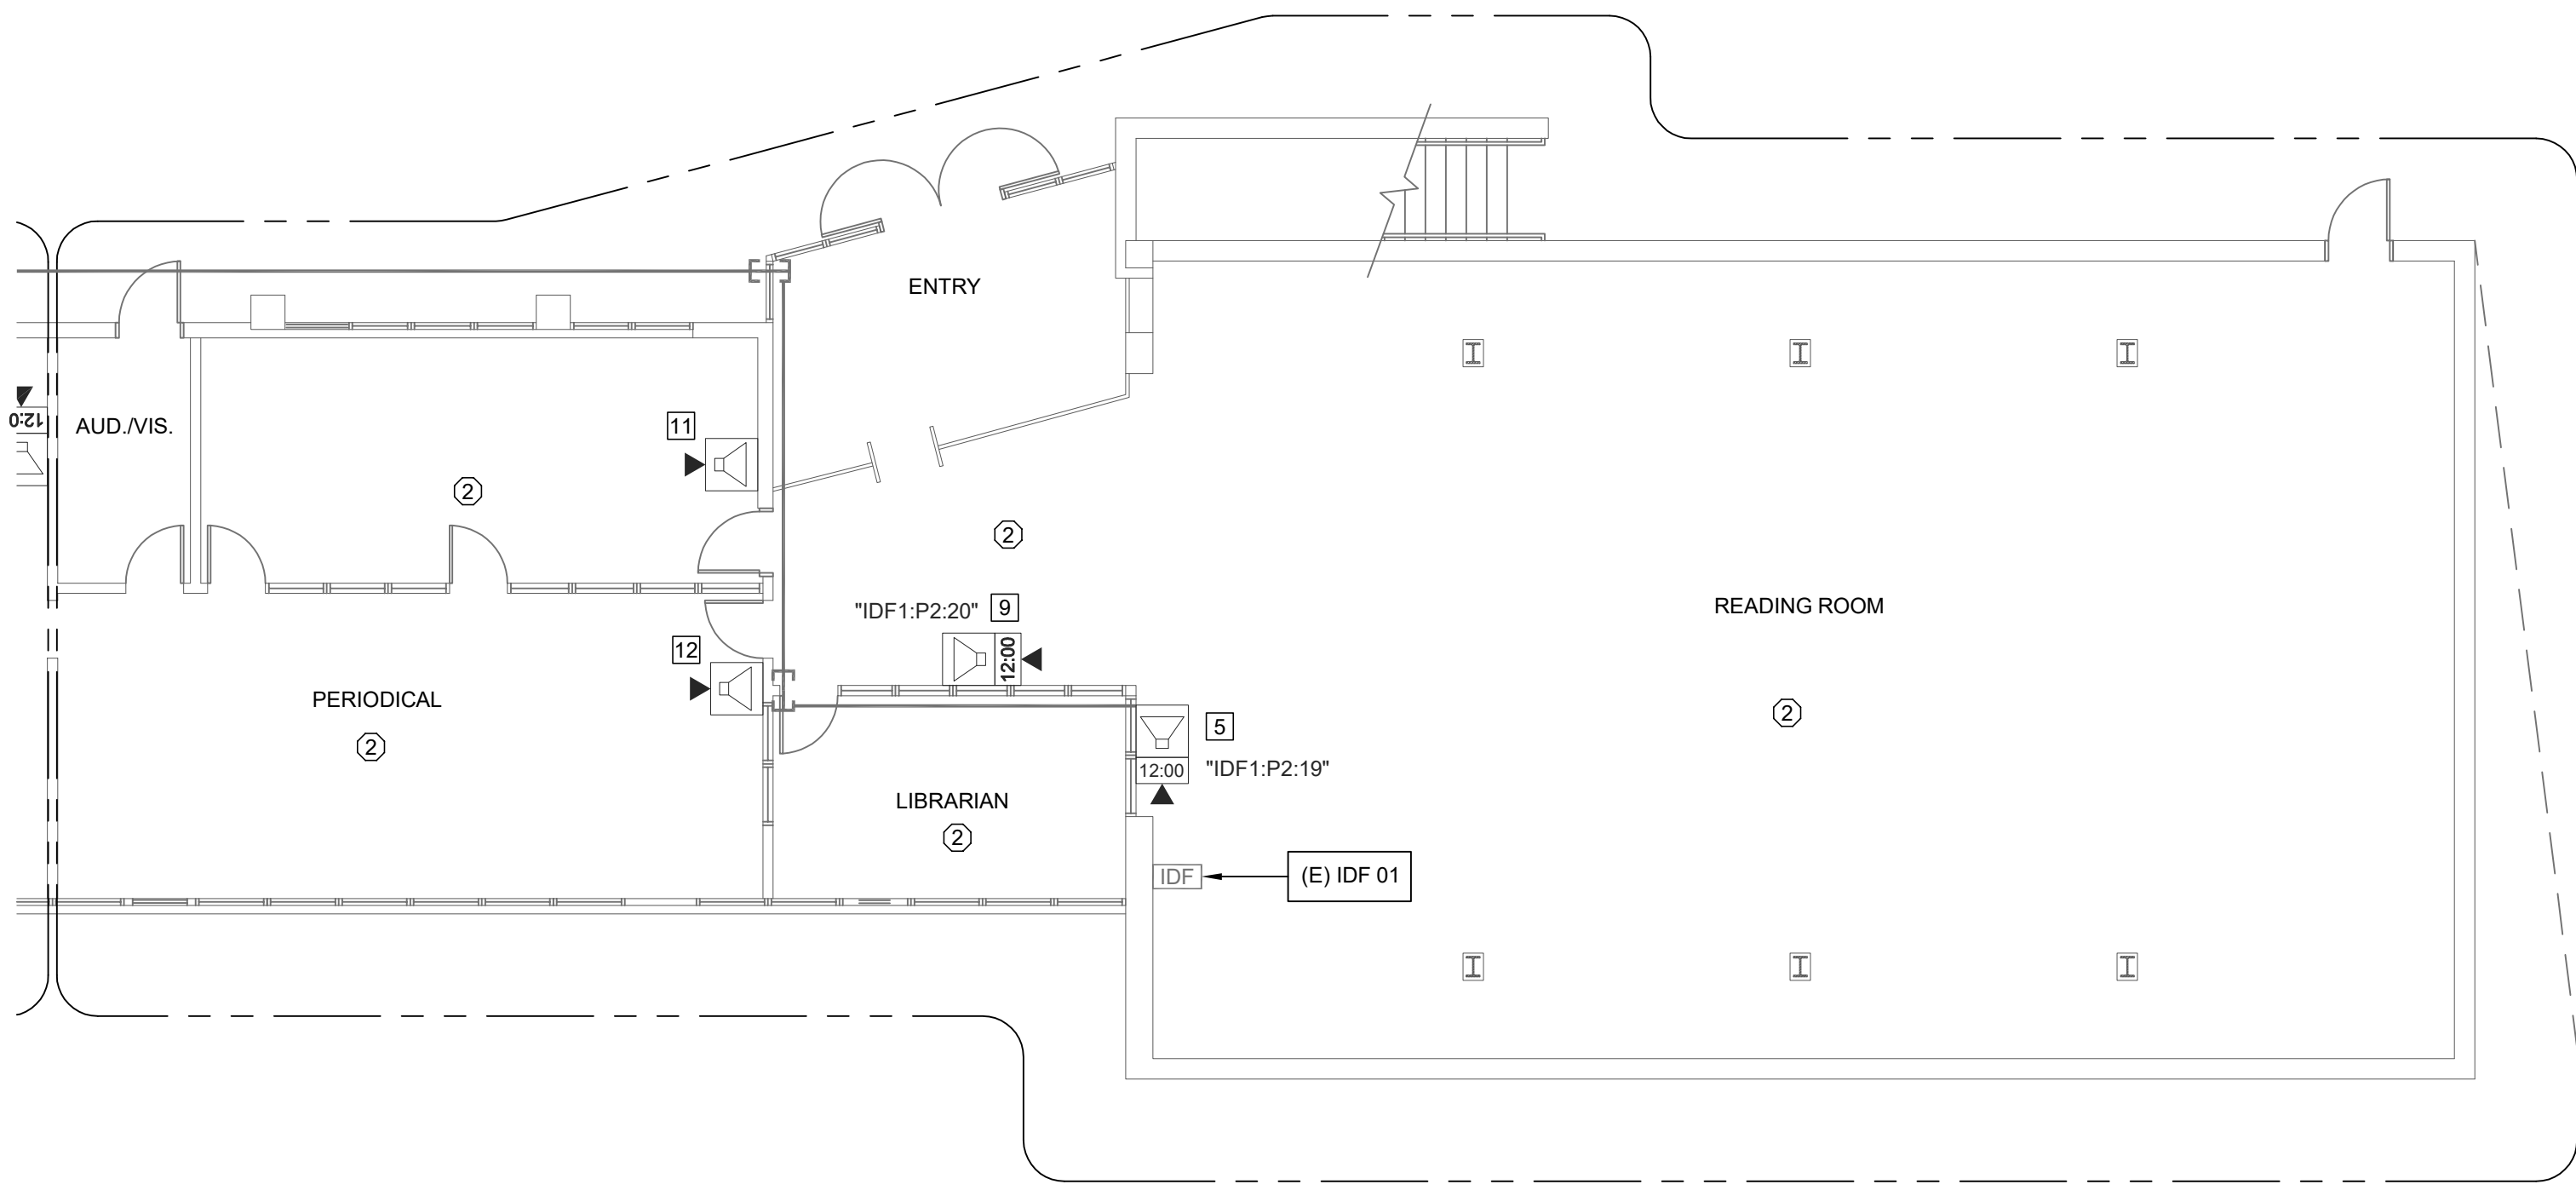 ENTRY
12:0
AUD./VIS.
11
2
2
READING ROOM
"IDF1:P2:20" 9
12:00
12
PERIODICAL
2
2
5
12:00 "IDF1:P2:19"
LIBRARIAN
2
IDF
(E) IDF 01